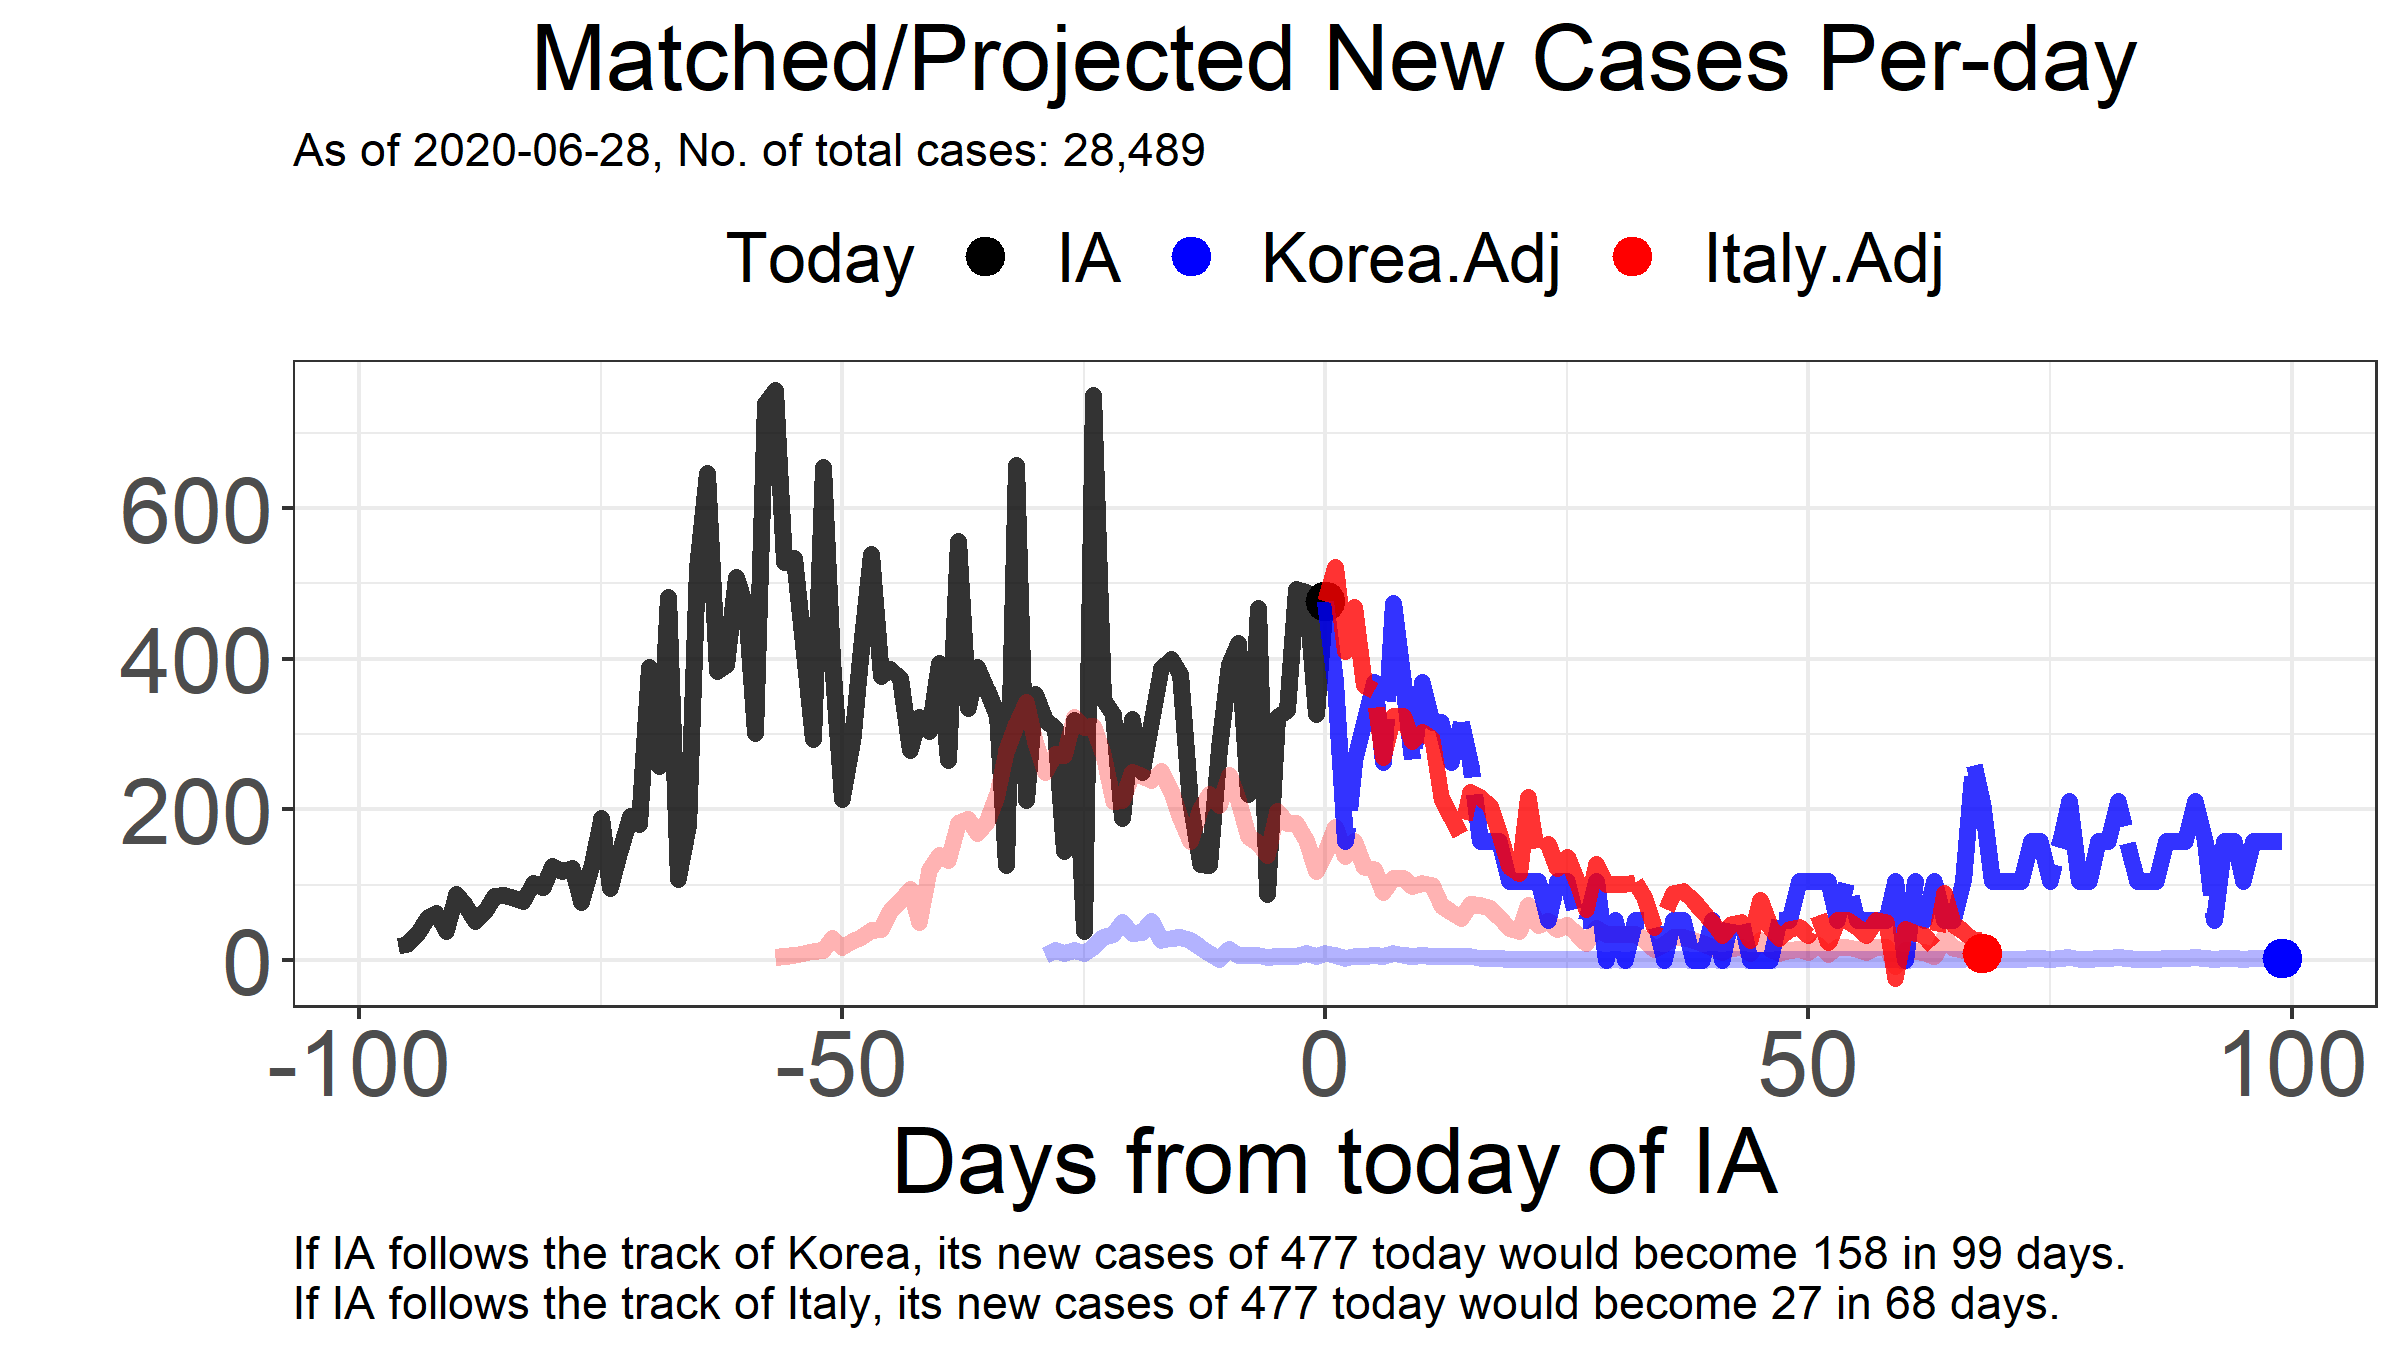 Matched/Projected New Cases Per-day
As of 2020-06-28, No. of total cases: 28,489
Today IA Korea.Adj Italy.Adj
600
400
200
0
-100 -50 0 50 100
Days from today of IA
If IA follows the track of Korea, its new cases of 477 today would become 158 in 99 days.
If IA follows the track of Italy, its new cases of 477 today would become 27 in 68 days.